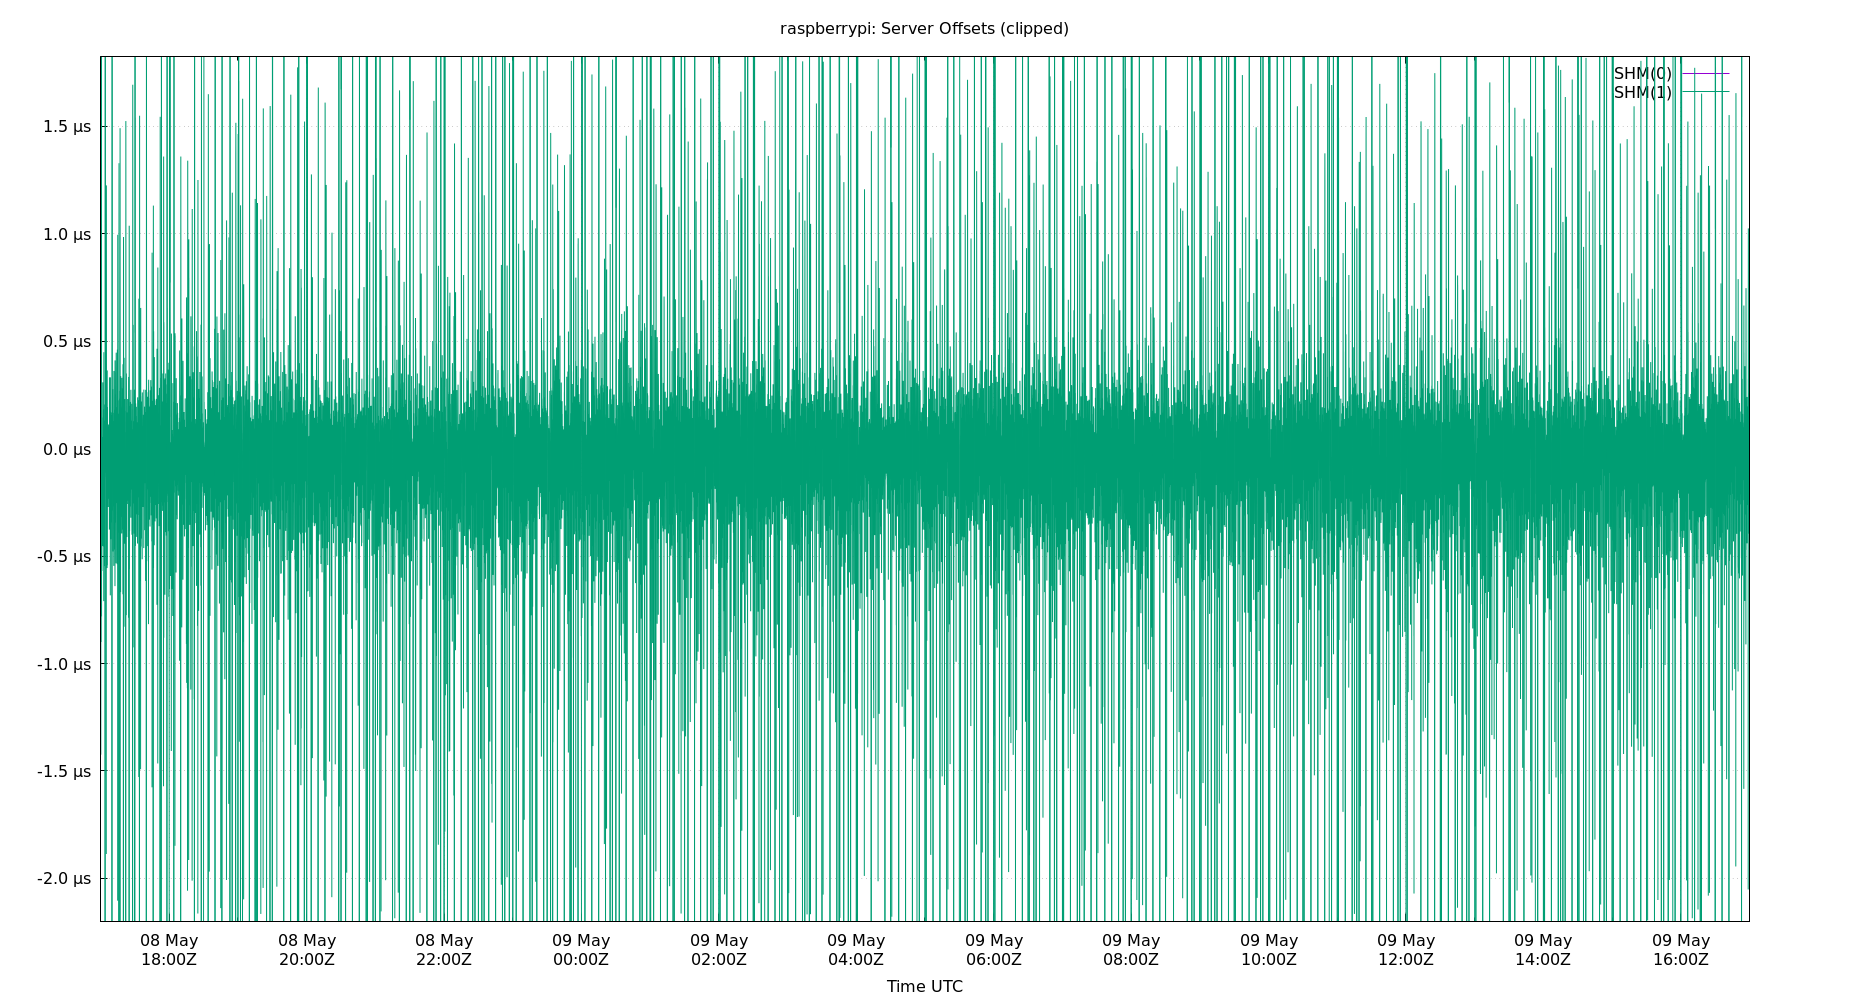 raspberrypi: Server Offsets (clipped)
SHM(0)
SHM(1)
1.5 µs
1.0 µs
0.5 µs
0.0 µs
-0.5 µs
-1.0 µs
-1.5 µs
-2.0 µs
08 May 08 May 08 May 09 May 09 May 09 May 09 May 09 May 09 May 09 May 09 May 09 May
18:00Z 20:00Z 22:00Z 00:00Z 02:00Z 04:00Z 06:00Z 08:00Z 10:00Z 12:00Z 14:00Z 16:00Z
Time UTC